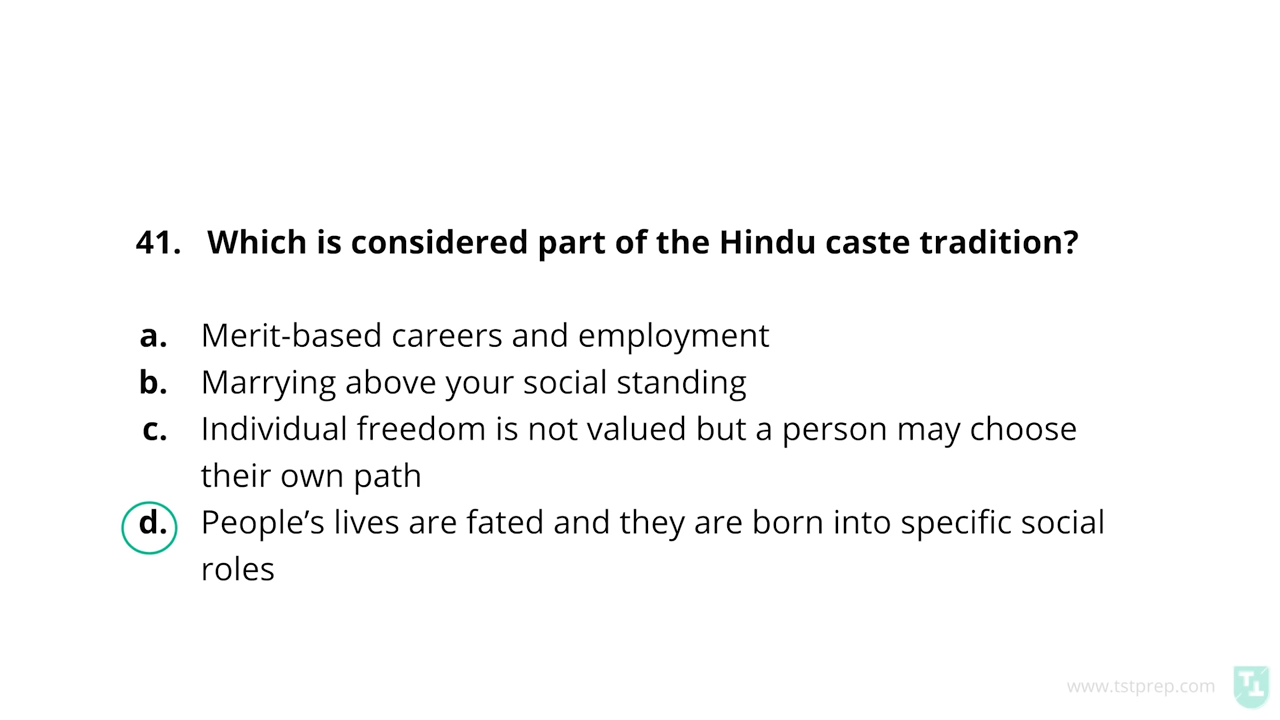 41. Which is considered part of the Hindu caste tradition?
a. Merit-based careers and employment
b. Marrying above your social standing
c. Individual freedom is not valued but a person may choose
their own path
d. People’s lives are fated and they are born into specific social
roles
www.tstprep.com